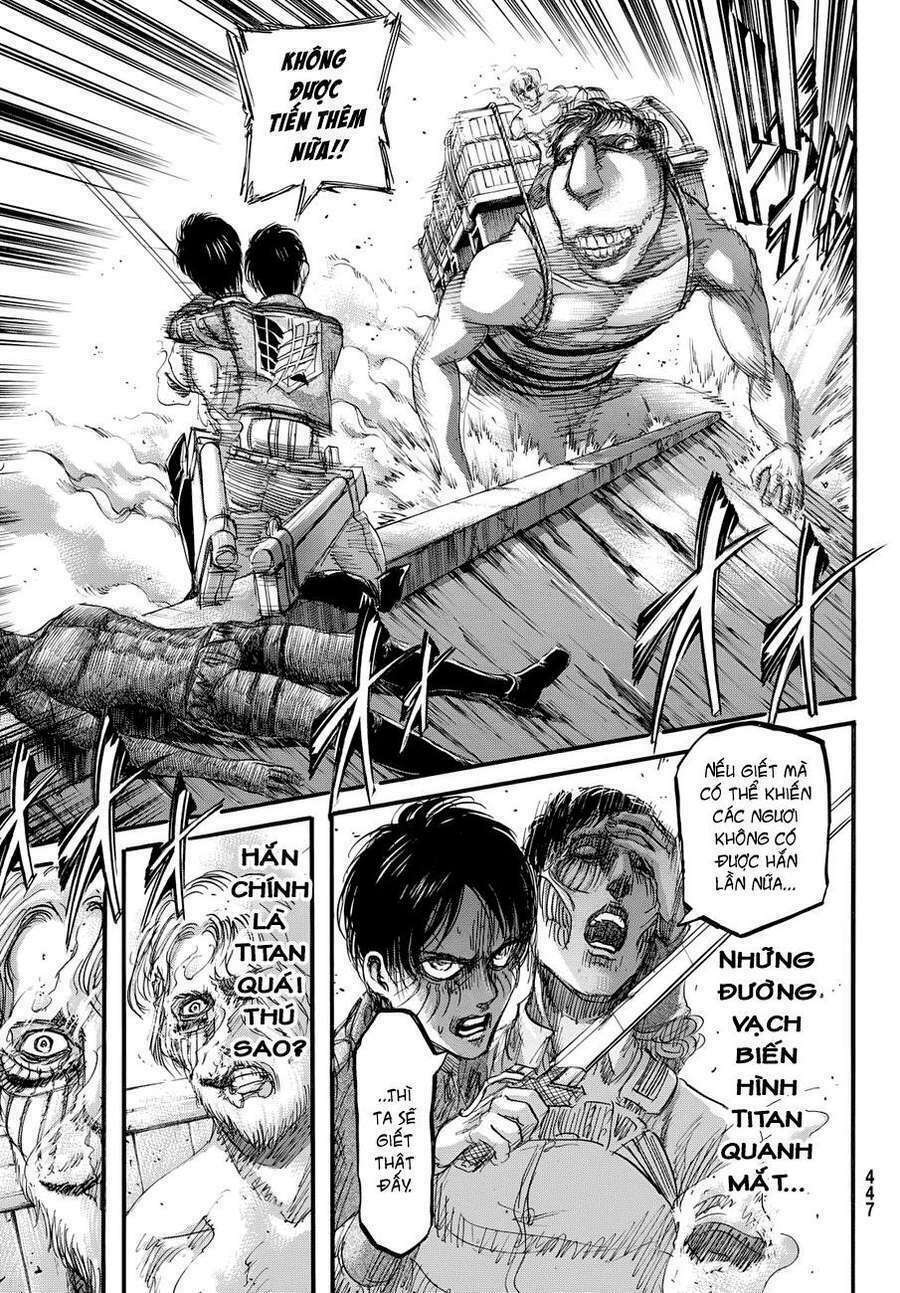 KHÔNG
ĐƯỢC
TIẾN THÊM
NỮA!!
NẾU GIẾT MÀ
CÓ THỂ KHIẾN
CÁC NGƯƠI
KHÔNG CÓ
ĐƯỢC HẮN
LẦN NỮA...
NHỮNG
ĐƯỜNG
VẠCH
BIẾN
HÌNH
TITAN
QUANH
MẮT...
...THÌ
TA SẼ
GIẾT
THẬT
ĐẤY.
HẮN
CHÍNH
LÀ
TITAN
QUÁI
THÚ
SAO?
447